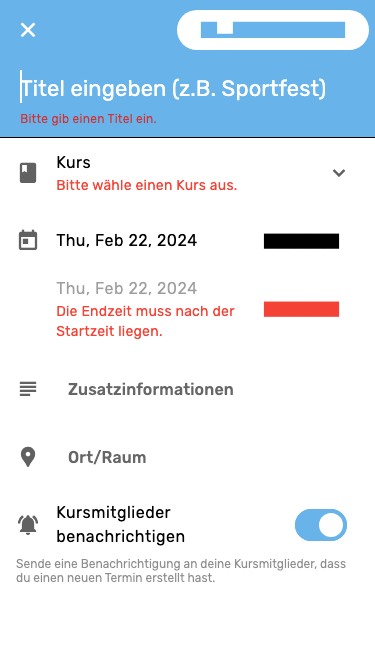 Titel eingeben (z.B. Sportfest)
Bitte gib einen Titel ein.
Kurs
Bitte wähle einen Kurs aus.
Thu, Feb 22, 2024
Thu, Feb 22, 2024
Die Endzeit muss nach der
Startzeit liegen.
Zusatzinformationen
Ort/Raum
Kursmitglieder
benachrichtigen
Sende eine Benachrichtigung an deine Kursmitglieder, dass
du einen neuen Termin erstellt hast.